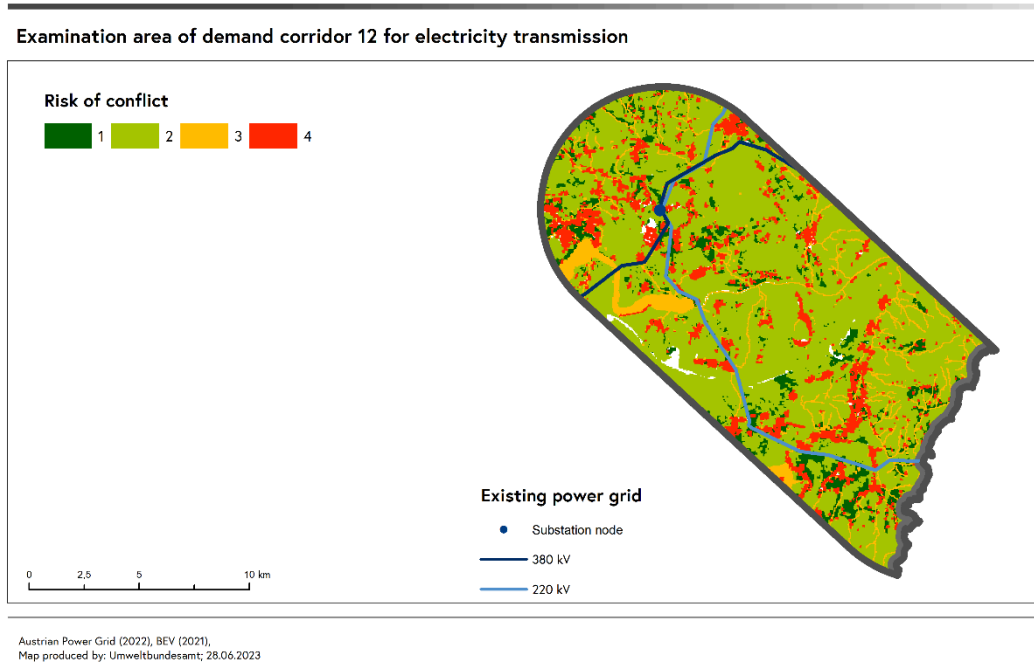 Examination area of demand corridor 12 for electricity transmission
Risk of conflict
1 2 3 4
Existing power grid
Substation node
380 kV
220 kV
0 2,5 5 10 km
Austrian Power Grid (2022), BEV (2021),
Map produced by: Umweltbundesamt; 28.06.2023